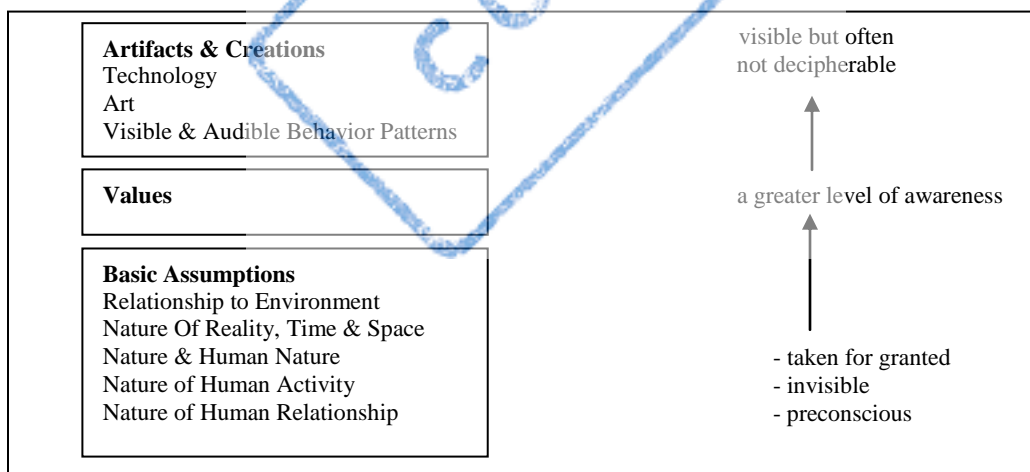 Artifacts & Creations
Technology
Art
Visible & Audible Behavior Patterns
visible but often
not decipherable
Values
a greater level of awareness
Basic Assumptions
Relationship to Environment
Nature Of Reality, Time & Space
Nature & Human Nature
Nature of Human Activity
Nature of Human Relationship
- taken for granted
- invisible
- preconscious